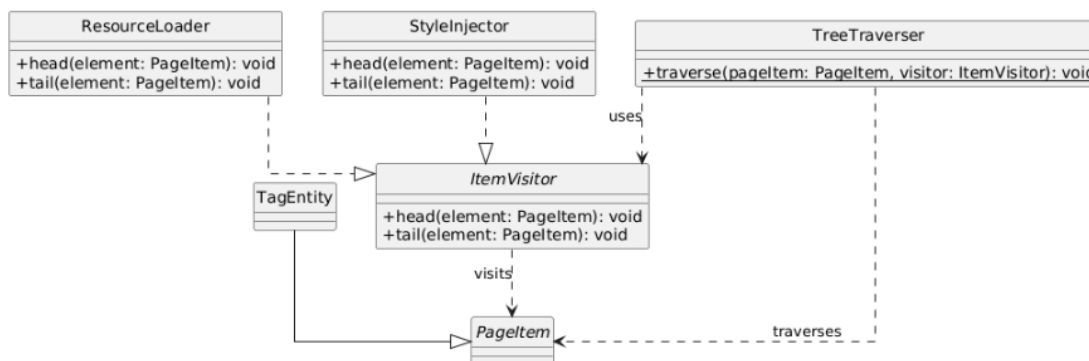 ResourceLoader
+head(element: PageItem): void
+tail(element: PageItem): void
StyleInjector
+head(element: PageItem): void
+tail(element: PageItem): void
TreeTraverser
+traverse(pageItem: PageItem, visitor: ItemVisitor): void
uses
ItemVisitor
+head(element: PageItem): void
+tail(element: PageItem): void
TagEntity
visits
PageItem
traverses